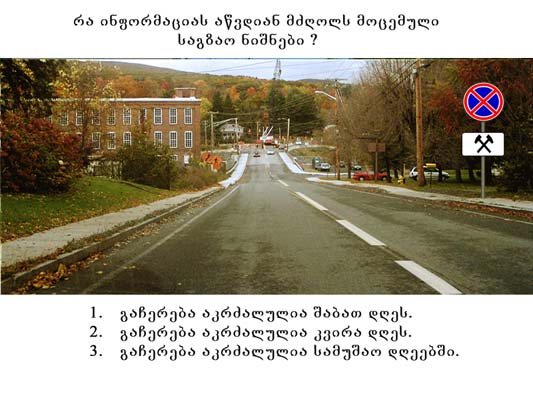 რა ინფორმაციას აწვდიან მძღოლს მოცემული
საგზაო ნიშნები ?
1. გაჩერება აკრძალულია შაბათ დღეს.
2. გაჩერება აკრძალულია კვირა დღეს.
3. გაჩერება აკრძალულია სამუშაო დღეებში.